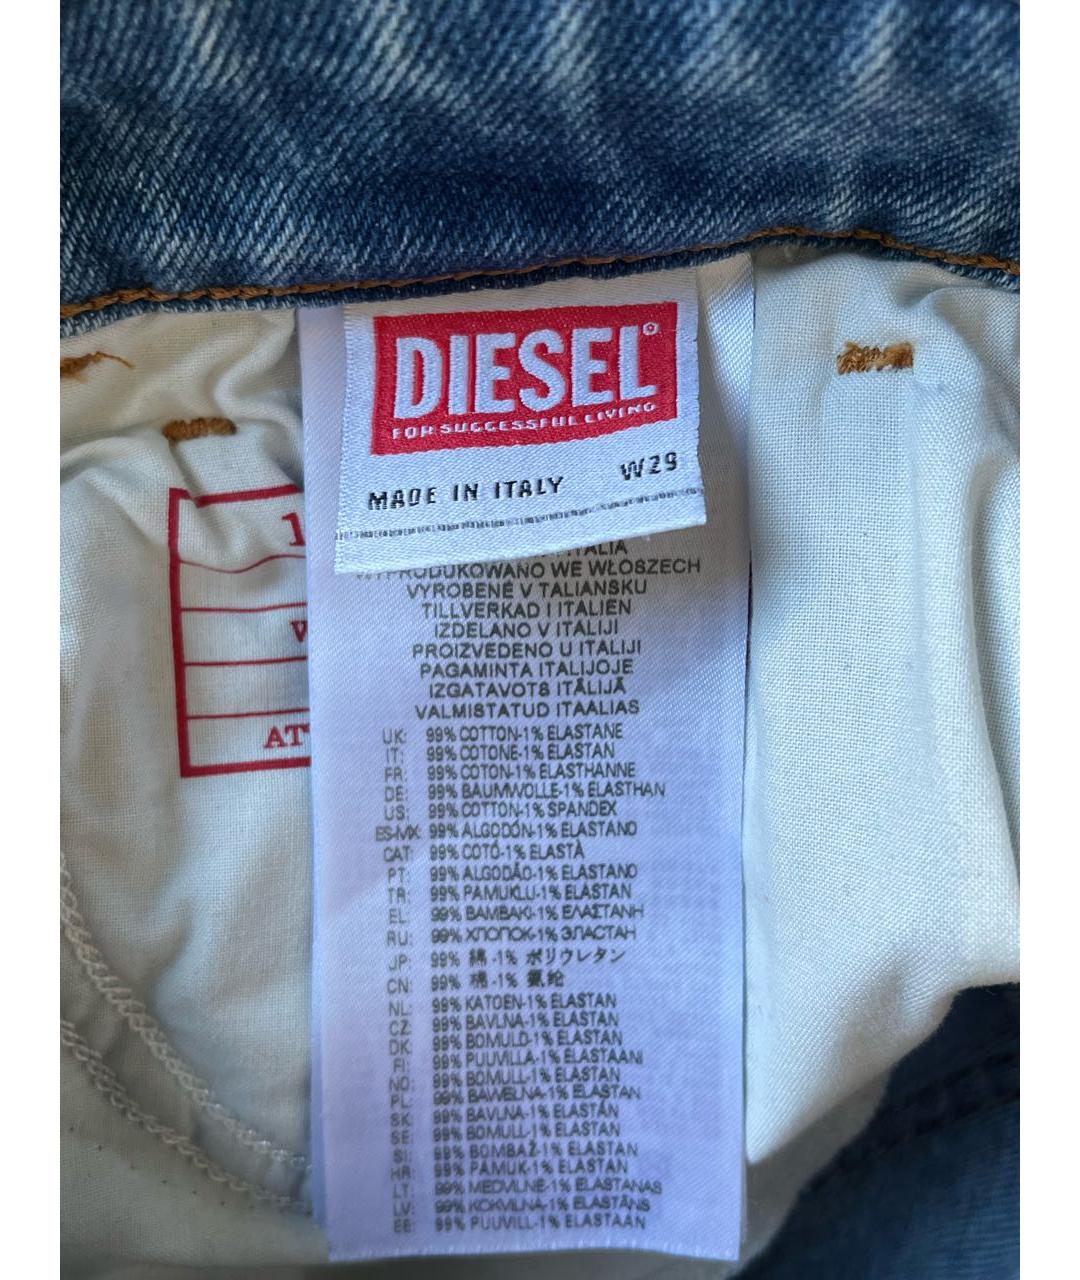 DIESEL®
FOR SUCCESSFUL LIVING
MADE IN ITALY W29
ITALIA
WYPRODUKOWANO WE WŁOSZECH
VYROBENÉ V TALIANSKU
TILLVERKAD I ITALIEN
IZDELANO V ITALIJI
PROIZVEDENO U ITALIJI
PAGAMINTA ITALIJOJE
IZGATAVOTS ITĀLIJĀ
VALMISTATUD ITAALIAS
UK: 99% COTTON-1% ELASTANE
IT: 99% COTONE-1% ELASTAN
FR: 99% COTON-1% ELASTHANNE
DE: 99% BAUMWOLLE-1% ELASTHAN
US: 99% COTTON-1% SPANDEX
ES-MX: 99% ALGODÓN-1% ELASTANO
CAT: 99% COTÓ-1% ELASTÀ
PT: 99% ALGODÃO-1% ELASTANO
TR: 99% PAMUKLU-1% ELASTAN
EL: 99% ΒΑΜΒΑΚΙ-1% ΕΛΑΣΤΑΝΗ
RU: 99% ХЛОПОК-1% ЭЛАСТАН
JP: 99% 綿 -1% ポリウレタン
CN: 99% 棉 -1% 氨纶
NL: 99% KATOEN-1% ELASTAN
CZ: 99% BAVLNA-1% ELASTAN
DK: 99% BOMULD-1% ELASTAN
FI: 99% PUUVILLA-1% ELASTAANI
NO: 99% BOMULL-1% ELASTAN
PL: 99% BAWEŁNA-1% ELASTAN
SK: 99% BAVLNA-1% ELASTÁN
SE: 99% BOMULL-1% ELASTAN
SI: 99% BOMBAŽ-1% ELASTAN
HR: 99% PAMUK-1% ELASTAN
LT: 99% MEDVILNE-1% ELASTANAS
LV: 99% KOKVILNA-1% ELASTĀNS
EE: 99% PUUVILL-1% ELASTAAN